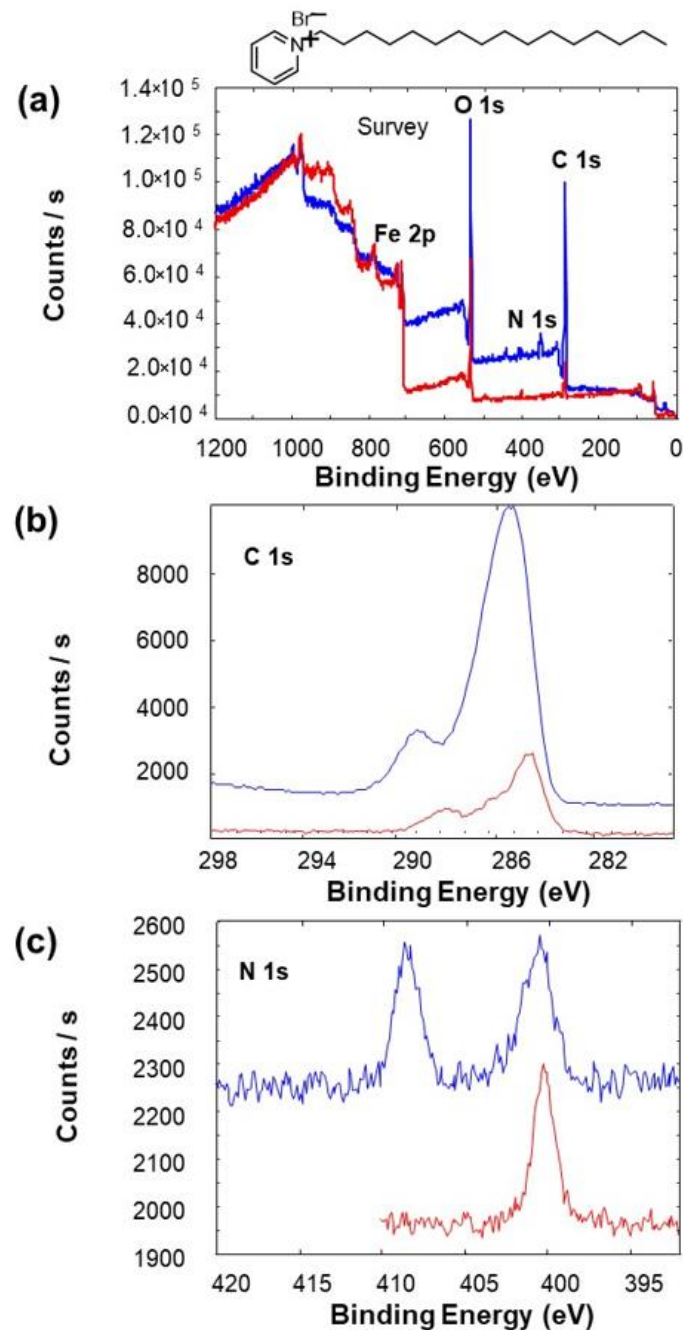 Br−
N+
(a)
1.4×10 5
1.2×10 5
1.0×10 5
8.0×10 4
6.0×10 4
4.0×10 4
2.0×10 4
0.0×10 4
Counts / s
Survey
O 1s
C 1s
Fe 2p
N 1s
1200 1000 800 600 400 200 0
Binding Energy (eV)
(b)
C 1s
8000
6000
4000
2000
Counts / s
298 294 290 286 282
Binding Energy (eV)
(c)
N 1s
2600
2550
2400
2300
2200
2100
2000
1900
Counts / s
420 415 410 405 400 395
Binding Energy (eV)